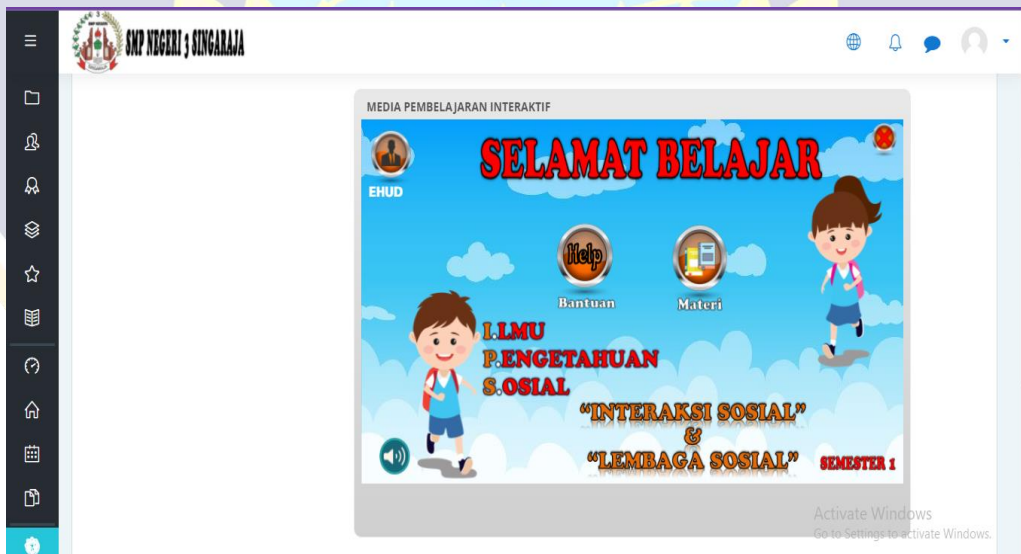 SMP NEGERI 3 SINGARAJA
MEDIA PEMBELAJARAN INTERAKTIF
SELAMAT BELAJAR
EHUD
Help
Bantuan
Materi
I.LMU
P.ENGETAHUAN
S.OSIAL
“INTERAKSI SOSIAL”
&
“LEMBAGA SOSIAL”
SEMESTER 1
Activate Windows
Go to Settings to activate Windows.